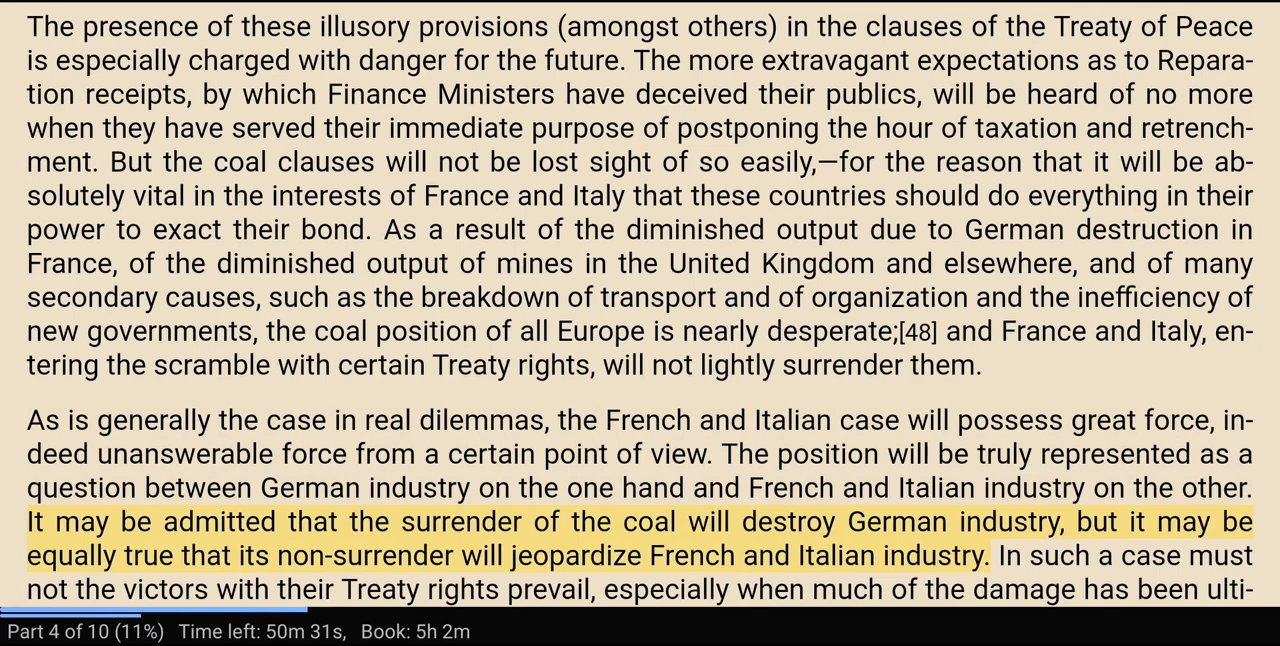 The presence of these illusory provisions (amongst others) in the clauses of the Treaty of Peace
is especially charged with danger for the future. The more extravagant expectations as to Repara-
tion receipts, by which Finance Ministers have deceived their publics, will be heard of no more
when they have served their immediate purpose of postponing the hour of taxation and retrench-
ment. But the coal clauses will not be lost sight of so easily,—for the reason that it will be ab-
solutely vital in the interests of France and Italy that these countries should do everything in their
power to exact their bond. As a result of the diminished output due to German destruction in
France, of the diminished output of mines in the United Kingdom and elsewhere, and of many
secondary causes, such as the breakdown of transport and of organization and the inefficiency of
new governments, the coal position of all Europe is nearly desperate;[48] and France and Italy, en-
tering the scramble with certain Treaty rights, will not lightly surrender them.
As is generally the case in real dilemmas, the French and Italian case will possess great force, in-
deed unanswerable force from a certain point of view. The position will be truly represented as a
question between German industry on the one hand and French and Italian industry on the other.
It may be admitted that the surrender of the coal will destroy German industry, but it may be
equally true that its non-surrender will jeopardize French and Italian industry. In such a case must
not the victors with their Treaty rights prevail, especially when much of the damage has been ulti-
Part 4 of 10 (11%) Time left: 50m 31s, Book: 5h 2m